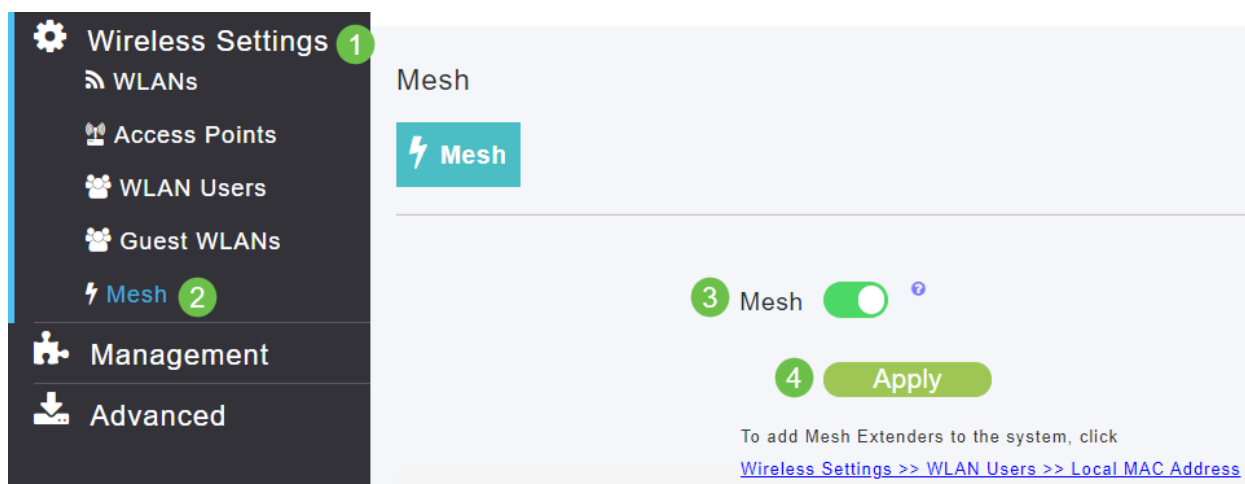 Wireless Settings 1
WLANs
Access Points
WLAN Users
Guest WLANs
Mesh 2
Management
Advanced
Mesh
Mesh
3 Mesh ?
4 Apply
To add Mesh Extenders to the system, click
Wireless Settings >> WLAN Users >> Local MAC Address